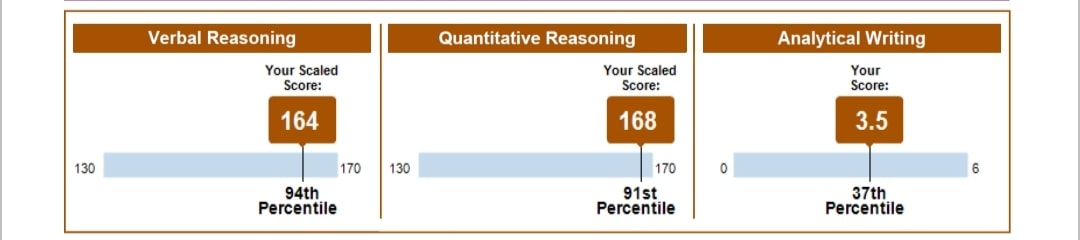 Verbal Reasoning
Your Scaled
Score:
164
130
170
94th
Percentile
Quantitative Reasoning
Your Scaled
Score:
168
130
170
91st
Percentile
Analytical Writing
Your
Score:
3.5
0
6
37th
Percentile